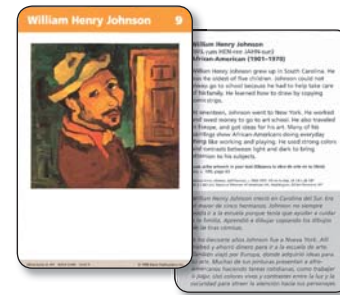 William Henry Johnson 9
William Henry Johnson
African-American (1901–1970)
William Henry Johnson grew up in South Carolina. He
was the oldest of five children. Johnson could not
always go to school because he had to help take care
of his family. He learned how to draw by copying
comic strips.
At seventeen, Johnson went to New York. He worked
and saved money to go to art school. He also traveled
to Europe, and got ideas for his art. Many of his
paintings show African-Americans doing everyday
things like working and playing. He used strong colors
and contrasts between light and dark to bring
attention to his subjects.
William Henry Johnson creció en Carolina del Sur. Era
el mayor de cinco hermanos. Johnson no siempre
podía ir a la escuela porque tenía que ayudar a cuidar
a su familia. Aprendió a dibujar copiando los dibujos
de las tiras cómicas.
A los diecisiete años Johnson fue a Nueva York. Allí
trabajó y ahorró dinero para ir a la escuela de arte.
También viajó por Europa, donde adquirió ideas para
su arte. Muchas de sus pinturas presentan a afro-
americanos haciendo tareas cotidianas, como trabajar
o jugar. Usó colores vivos y contrastes entre la luz y la
oscuridad para atraer la atención hacia sus personajes.